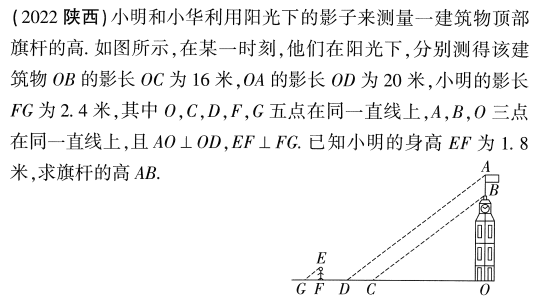 (2022 陕西)小明和小华利用阳光下的影子来测量一建筑物顶部
旗杆的高. 如图所示,在某一时刻,他们在阳光下,分别测得该建
筑物 OB 的影长 OC 为 16 米,OA 的影长 OD 为 20 米,小明的影长
FG 为 2. 4 米,其中 O,C,D,F,G 五点在同一直线上,A,B,O 三点
在同一直线上,且 AO⊥OD,EF⊥FG. 已知小明的身高 EF 为 1. 8
米,求旗杆的高 AB.
A
B
E
G F D C O